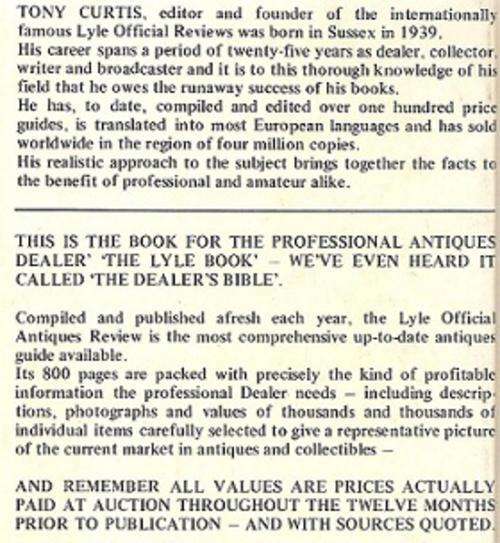 TONY CURTIS, editor and founder of the internationally
famous Lyle Official Reviews was born in Sussex in 1939.
His career spans a period of twenty-five years as dealer, collector,
writer and broadcaster and it is to this thorough knowledge of his
field that he owes the runaway success of his books.
He has, to date, compiled and edited over one hundred price
guides, is translated into most European languages and has sold
worldwide in the region of four million copies.
His realistic approach to the subject brings together the facts to
the benefit of professional and amateur alike.
THIS IS THE BOOK FOR THE PROFESSIONAL ANTIQUES
DEALER' 'THE LYLE BOOK' – WE'VE EVEN HEARD IT
CALLED 'THE DEALER'S BIBLE'.
Compiled and published afresh each year, the Lyle Official
Antiques Review is the most comprehensive up-to-date antiques
guide available.
Its 800 pages are packed with precisely the kind of profitable
information the professional Dealer needs – including descrip-
tions, photographs and values of thousands and thousands of
individual items carefully selected to give a representative picture
of the current market in antiques and collectibles –
AND REMEMBER ALL VALUES ARE PRICES ACTUALLY
PAID AT AUCTION THROUGHOUT THE TWELVE MONTHS
PRIOR TO PUBLICATION – AND WITH SOURCES QUOTED.